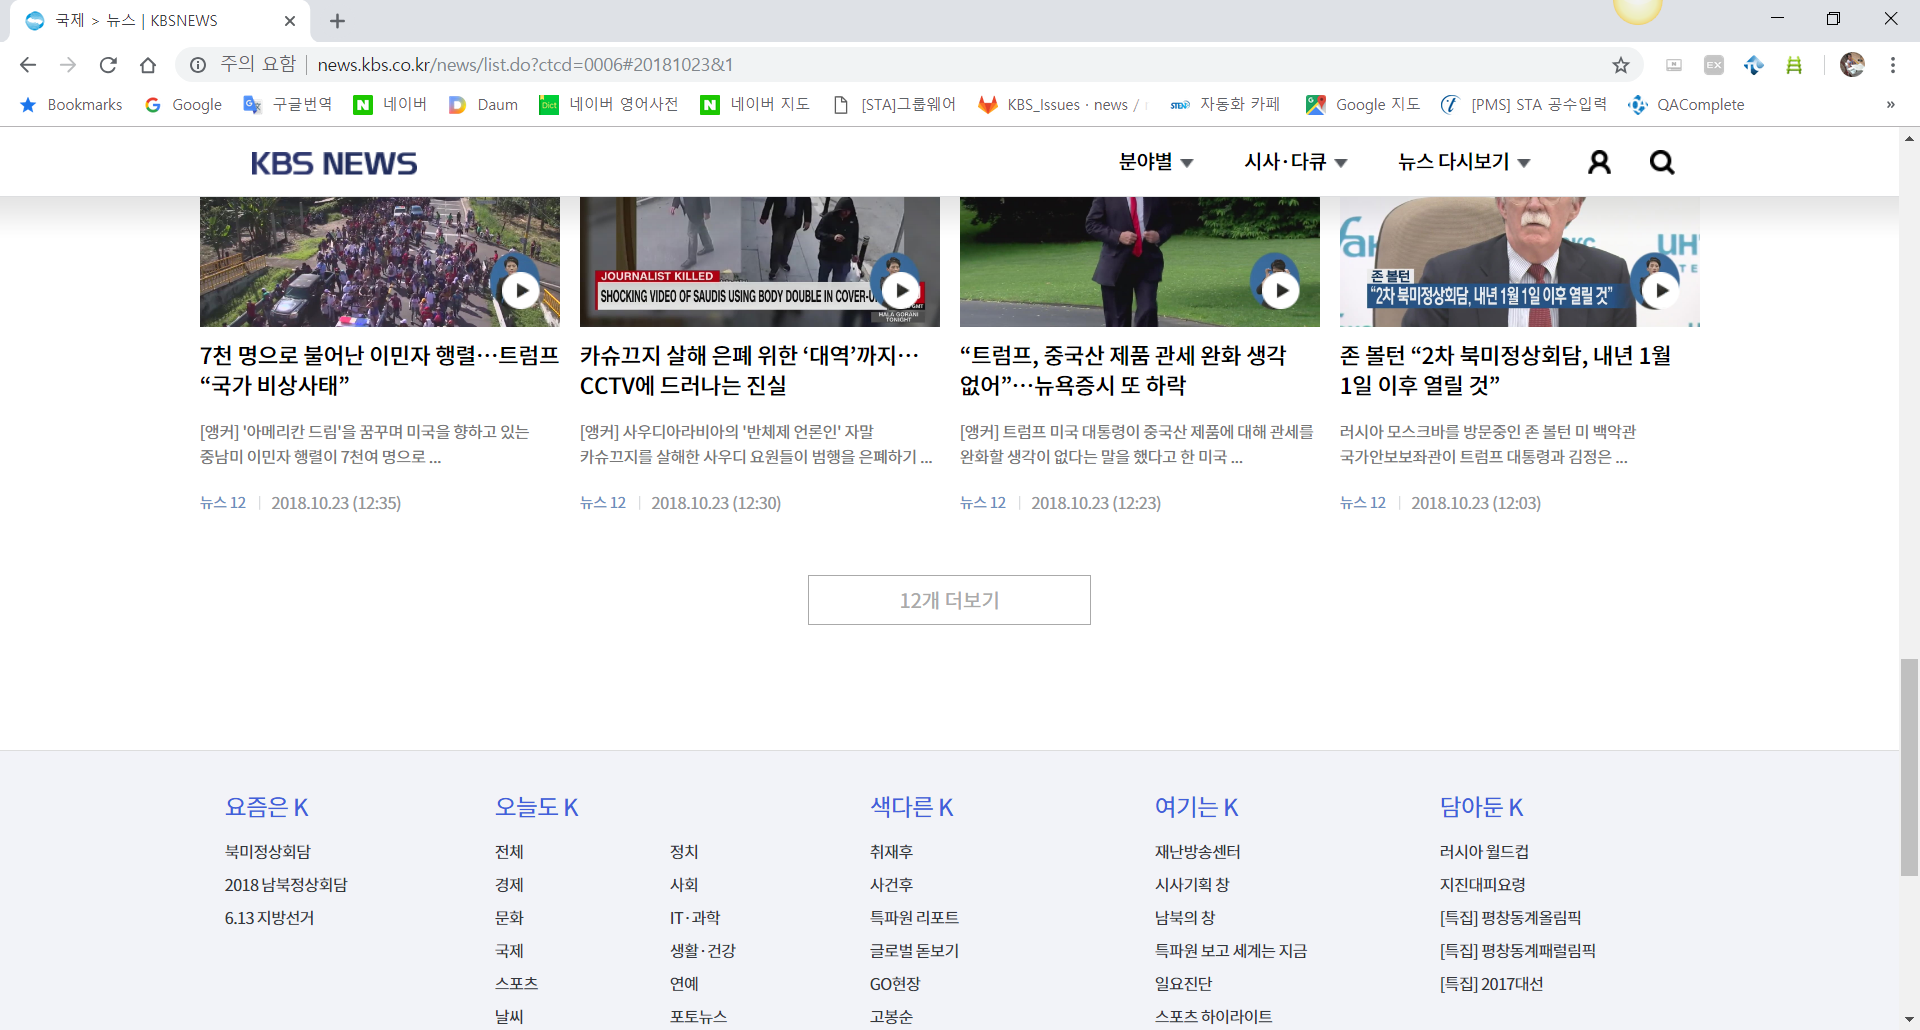 국제 > 뉴스 | KBSNEWS
주의 요함 | news.kbs.co.kr/news/list.do?ctcd=0006#20181023&1
Bookmarks
Google
구글번역
네이버
Daum
네이버 영어사전
네이버 지도
[STA]그룹웨어
KBS_Issues · news /
자동화 카페
Google 지도
[PMS] STA 공수입력
QAComplete
»
KBS NEWS
분야별
시사·다큐
뉴스 다시보기
JOURNALIST KILLED
SHOCKING VIDEO OF SAUDIS USING BODY DOUBLE IN COVER-U
HALA GORANI
TONIGHT
존 볼턴
“2차 북미정상회담, 내년 1월 1일 이후 열릴 것”
7천 명으로 불어난 이민자 행렬…트럼프
“국가 비상사태”
[앵커] '아메리칸 드림'을 꿈꾸며 미국을 향하고 있는
중남미 이민자 행렬이 7천여 명으로 ...
뉴스 12 | 2018.10.23 (12:35)
카슈끄지 살해 은폐 위한 ‘대역’까지…
CCTV에 드러나는 진실
[앵커] 사우디아라비아의 '반체제 언론인' 자말
카슈끄지를 살해한 사우디 요원들이 범행을 은폐하기 ...
뉴스 12 | 2018.10.23 (12:30)
“트럼프, 중국산 제품 관세 완화 생각
없어”…뉴욕증시 또 하락
[앵커] 트럼프 미국 대통령이 중국산 제품에 대해 관세를
완화할 생각이 없다는 말을 했다고 한 미국 ...
뉴스 12 | 2018.10.23 (12:23)
존 볼턴 “2차 북미정상회담, 내년 1월
1일 이후 열릴 것”
러시아 모스크바를 방문중인 존 볼턴 미 백악관
국가안보보좌관이 트럼프 대통령과 김정은 ...
뉴스 12 | 2018.10.23 (12:03)
12개 더보기
요즘은 K
북미정상회담
2018 남북정상회담
6.13 지방선거
오늘도 K
전체
정치
경제
사회
문화
IT·과학
국제
생활·건강
스포츠
연예
날씨
포토뉴스
색다른 K
취재후
사건후
특파원 리포트
글로벌 돋보기
GO현장
고봉순
여기는 K
재난방송센터
시사기획 창
남북의 창
특파원 보고 세계는 지금
일요진단
스포츠 하이라이트
담아둔 K
러시아 월드컵
지진대피요령
[특집] 평창동계올림픽
[특집] 평창동계패럴림픽
[특집] 2017대선